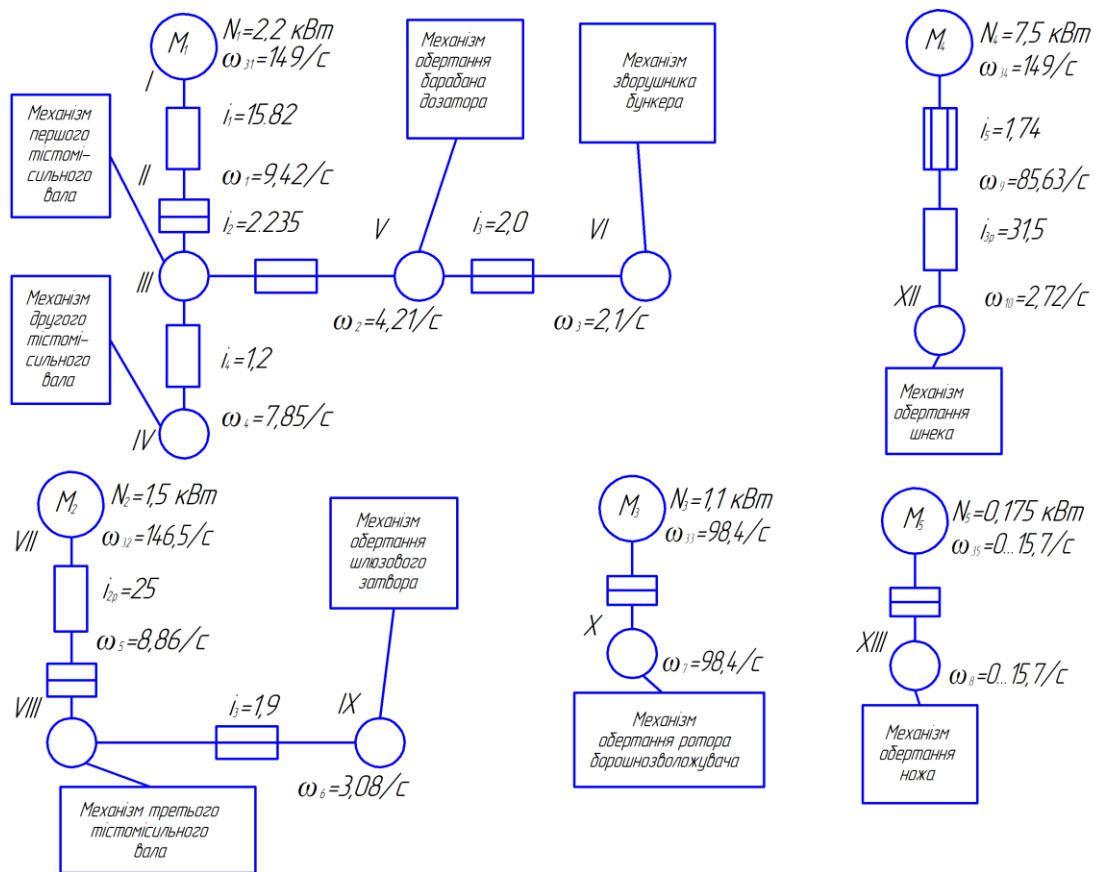 M₁
N₁=2,2 кВт
ω₃₁=149/с
I
i₁=15.82
II
ω₁=9,42/с
i₂=2.235
III
Механізм
першого
тістомі-
сильного
вала
Механізм
другого
тістомі-
сильного
вала
i₄=1,2
ω₄=7,85/с
IV
Механізм
обертання
барабана
дозатора
V
ω₂=4,21/с
i₃=2,0
Механізм
зворушника
бункера
VI
ω₃=2,1/с
M₄
N₄=7,5 кВт
ω₃₄=149/с
i₅=1,74
ω₉=85,63/с
i₃ₚ=31,5
XII
ω₁₀=2,72/с
Механізм
обертання
шнека
M₂
N₂=1,5 кВт
VII
ω₃₂=146,5/с
i₂ₚ=25
ω₅=8,86/с
VIII
i₃=1,9
IX
ω₆=3,08/с
Механізм
обертання
шлюзового
затвора
Механізм третього
тістомісильного
вала
M₃
N₃=1,1 кВт
ω₃₃=98,4/с
X
ω₇=98,4/с
Механізм
обертання ротора
борошнозволожувача
M₅
N₅=0,175 кВт
ω₃₅=0...15,7/с
XIII
ω₈=0...15,7/с
Механізм
обертання
ножа